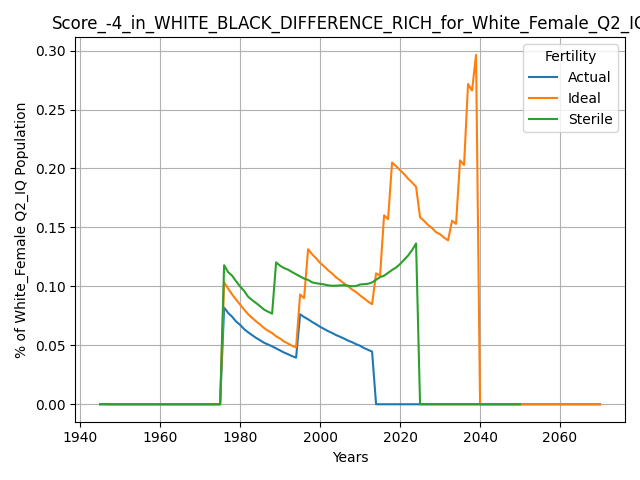 Score_-4_in_WHITE_BLACK_DIFFERENCE_RICH_for_White_Female_Q2_IQ
Fertility
Actual
Ideal
Sterile
% of White_Female Q2_IQ Population
0.30
0.25
0.20
0.15
0.10
0.05
0.00
1940 1960 1980 2000 2020 2040 2060
Years